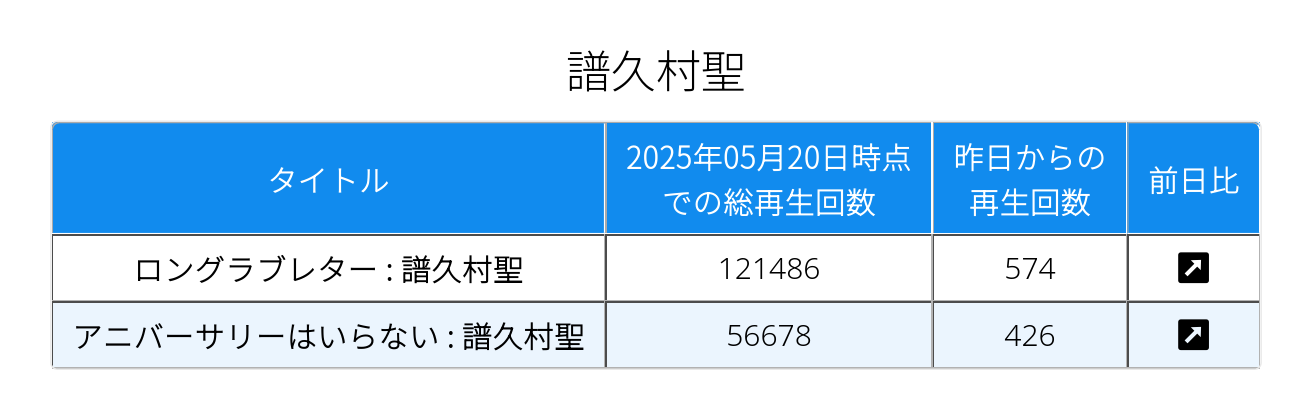 譜久村聖
タイトル
2025年05月20日時点
での総再生回数
昨日からの
再生回数
前日比
ロングラブレター : 譜久村聖
121486
574
アニバーサリーはいらない : 譜久村聖
56678
426